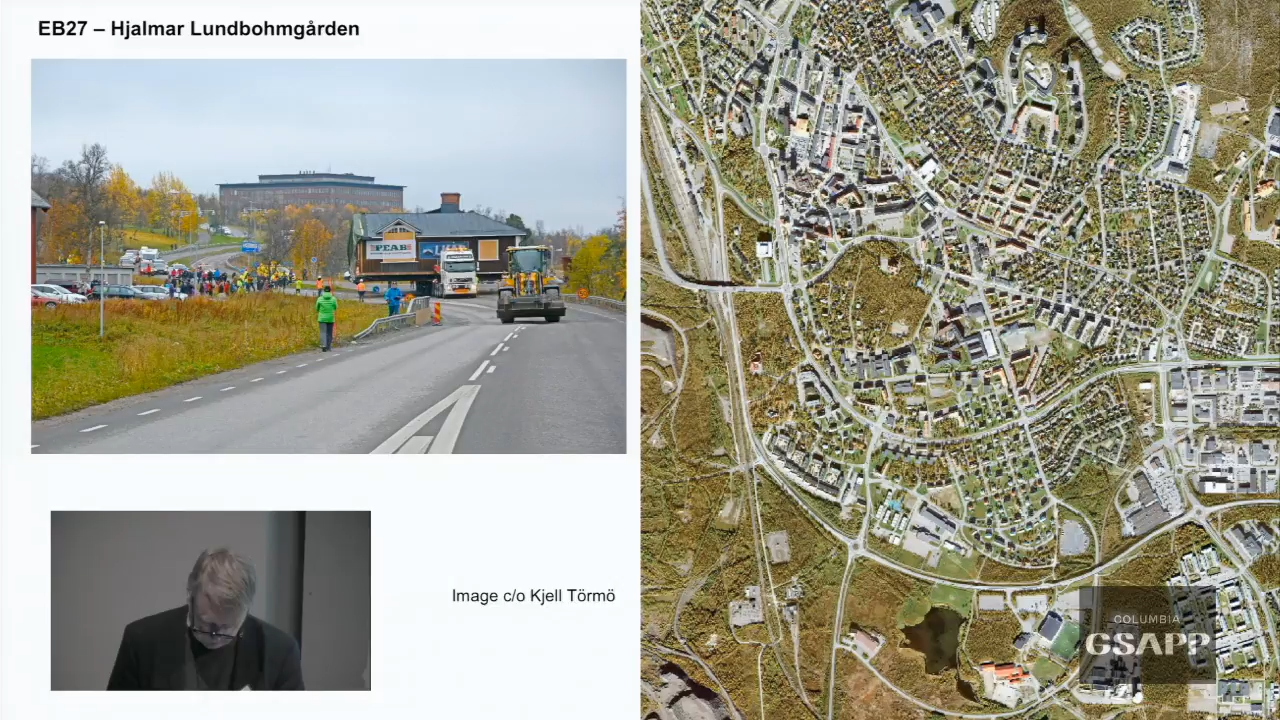 EB27 – Hjalmar Lundbohmgården
PEAB
Image c/o Kjell Törmö
COLUMBIA
GSAPP